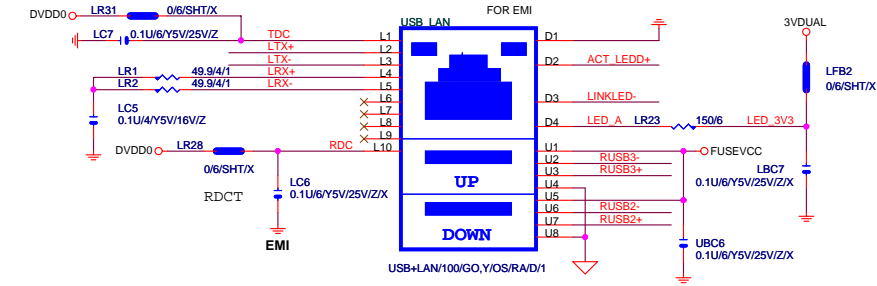 FOR EMI
LR31 0/6/SHT/X
DVDD0
USB_LAN
3VDUAL
LC7 0.1U/6/Y5V/25V/Z
TDC L1
LTX+ L2
LTX- L3
LR1 49.9/4/1 LRX+ L4
LR2 49.9/4/1 LRX- L5
L6
L7
L8
L9
DVDD0 LR28 RDC L10
D1
D2 ACT_LEDD+
D3 LINKLED-
D4 LED_A LR23 150/6 LED_3V3
LFB2
0/6/SHT/X
LC5
0.1U/4/Y5V/16V/Z
0/6/SHT/X
RDCT
LC6
0.1U/6/Y5V/25V/Z/X
EMI
U1 FUSEVCC
U2 RUSB3-
U3 RUSB3+
U4
U5
U6 RUSB2-
U7 RUSB2+
U8
UP
DOWN
LBC7
0.1U/6/Y5V/25V/Z/X
UBC6
0.1U/6/Y5V/25V/Z/X
USB+LAN/100/GO,Y/OS/RA/D/1